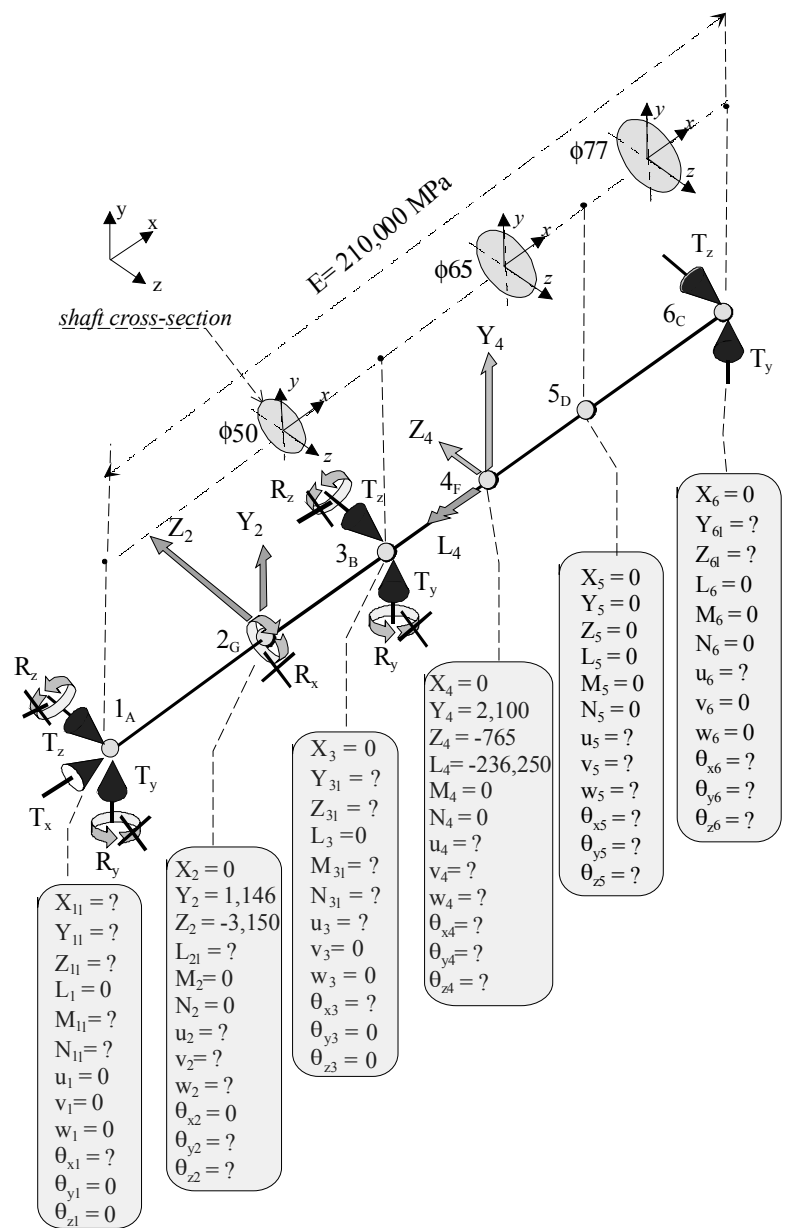 y
x
z
shaft cross-section
E= 210,000 MPa
y
x
z
ϕ77
y
x
z
ϕ65
y
x
z
ϕ50
T_z
6_C
T_y
5_D
Y_4
Z_4
4_F
L_4
R_z
T_z
3_B
T_y
R_y
Z_2
Y_2
2_G
R_x
R_z
1_A
T_z
T_x
T_y
R_y
X_1l = ?
Y_1l = ?
Z_1l = ?
L_1 = 0
M_1l = ?
N_1l = ?
u_1 = 0
v_1 = 0
w_1 = 0
θ_x1 = ?
θ_y1 = 0
θ_z1 = 0
X_2 = 0
Y_2 = 1,146
Z_2 = -3,150
L_2l = ?
M_2 = 0
N_2 = 0
u_2 = ?
v_2 = ?
w_2 = ?
θ_x2 = 0
θ_y2 = ?
θ_z2 = ?
X_3 = 0
Y_3l = ?
Z_3l = ?
L_3 = 0
M_3l = ?
N_3l = ?
u_3 = ?
v_3 = 0
w_3 = 0
θ_x3 = ?
θ_y3 = 0
θ_z3 = 0
X_4 = 0
Y_4 = 2,100
Z_4 = -765
L_4 = -236,250
M_4 = 0
N_4 = 0
u_4 = ?
v_4 = ?
w_4 = ?
θ_x4 = ?
θ_y4 = ?
θ_z4 = ?
X_5 = 0
Y_5 = 0
Z_5 = 0
L_5 = 0
M_5 = 0
N_5 = 0
u_5 = ?
v_5 = ?
w_5 = ?
θ_x5 = ?
θ_y5 = ?
θ_z5 = ?
X_6 = 0
Y_6l = ?
Z_6l = ?
L_6 = 0
M_6 = 0
N_6 = 0
u_6 = ?
v_6 = 0
w_6 = 0
θ_x6 = ?
θ_y6 = ?
θ_z6 = ?